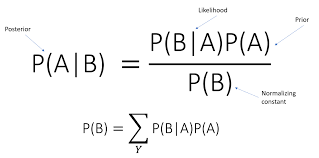 Likelihood
Prior
Posterior
P(A|B) = P(B|A)P(A) / P(B)
Normalizing
constant
P(B) = ∑ P(B|A)P(A)
Y